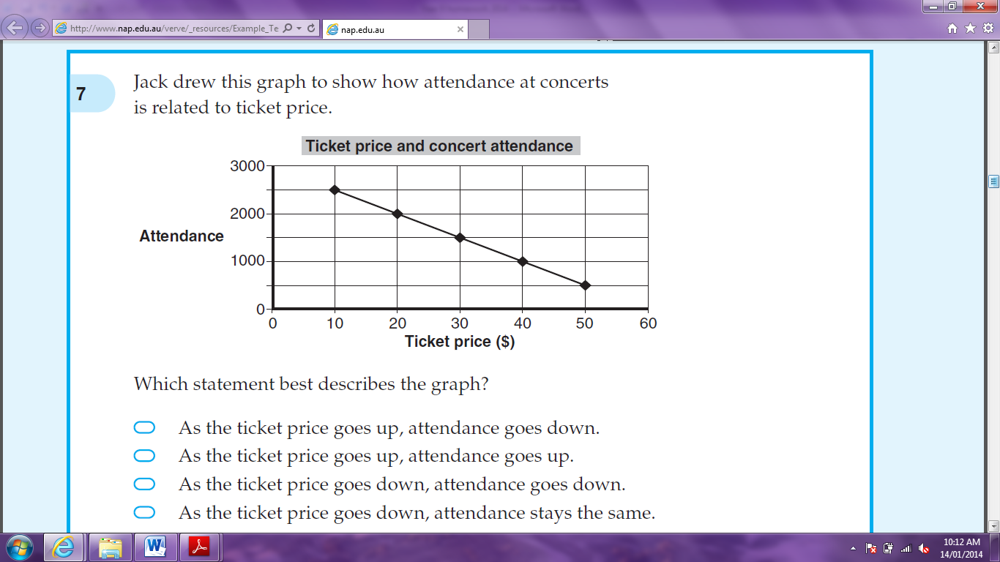 http://www.nap.edu.au/verve/_resources/Example_Te
nap.edu.au
7
Jack drew this graph to show how attendance at concerts
is related to ticket price.
Ticket price and concert attendance
3000
2000
Attendance
1000
0
0 10 20 30 40 50 60
Ticket price ($)
Which statement best describes the graph?
As the ticket price goes up, attendance goes down.
As the ticket price goes up, attendance goes up.
As the ticket price goes down, attendance goes down.
As the ticket price goes down, attendance stays the same.
10:12 AM
14/01/2014